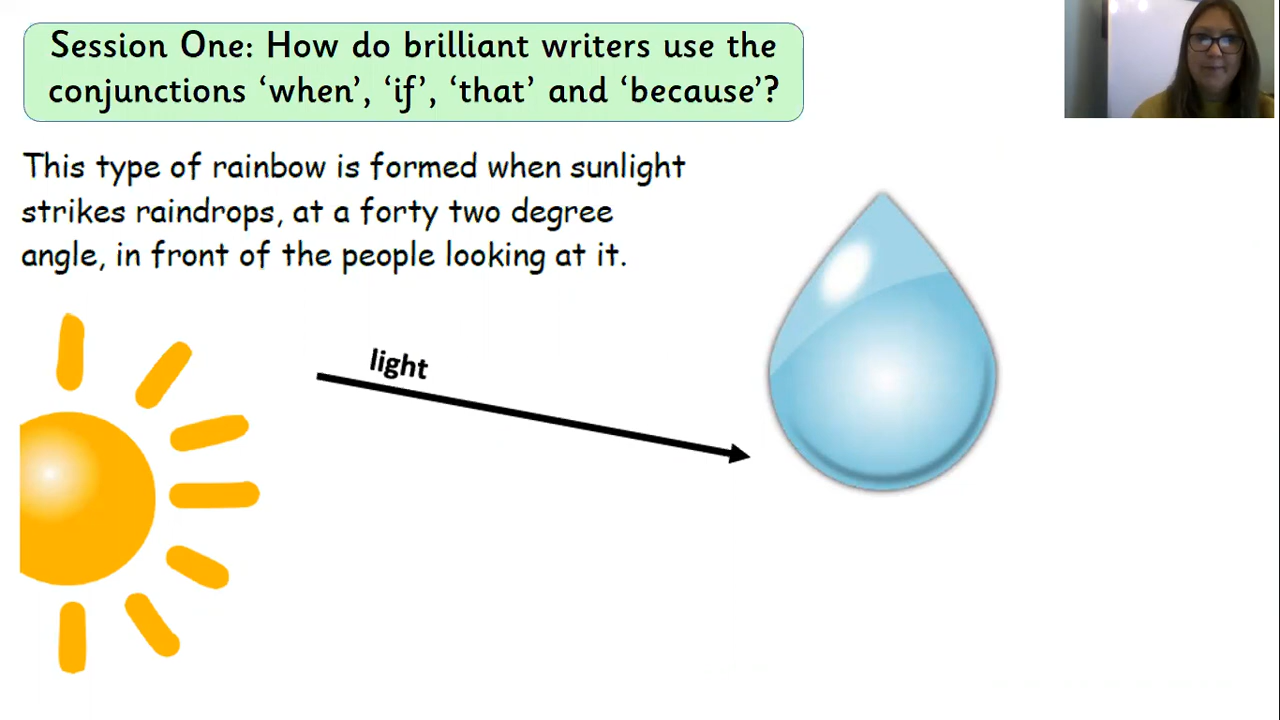 Session One: How do brilliant writers use the
conjunctions ‘when’, ‘if’, ‘that’ and ‘because’?
This type of rainbow is formed when sunlight
strikes raindrops, at a forty two degree
angle, in front of the people looking at it.
light